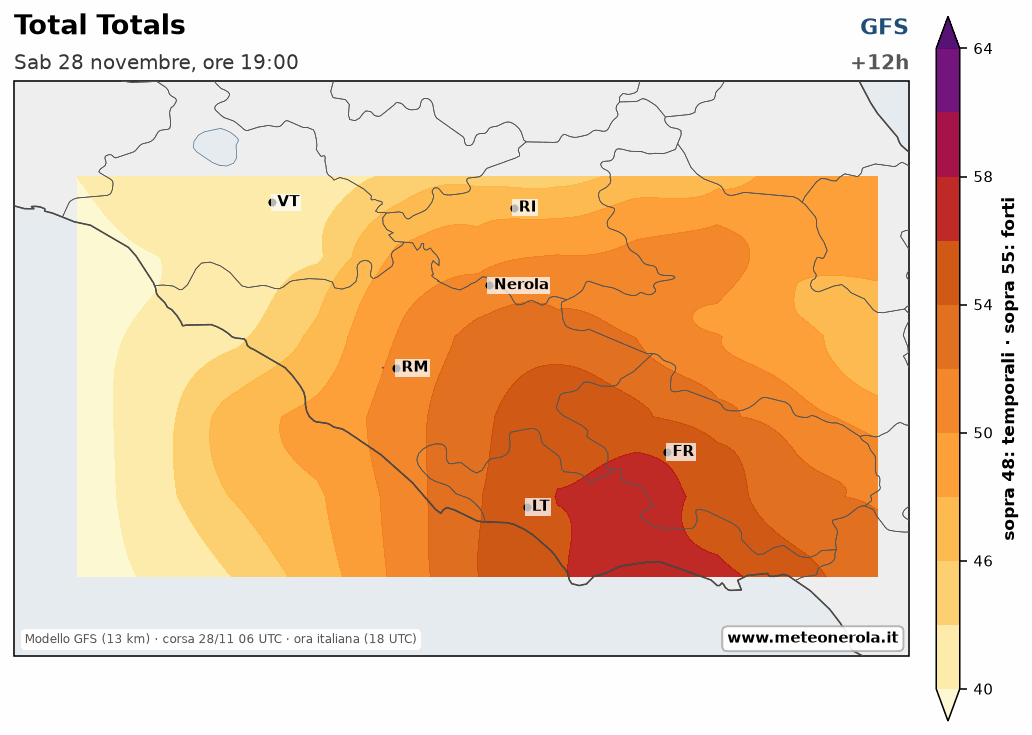 Total Totals
GFS
Sab 28 novembre, ore 19:00
+12h
VT
RI
Nerola
RM
FR
LT
Modello GFS (13 km) · corsa 28/11 06 UTC · ora italiana (18 UTC)
www.meteonerola.it
64
58
54
50
46
40
sopra 48: temporali · sopra 55: forti